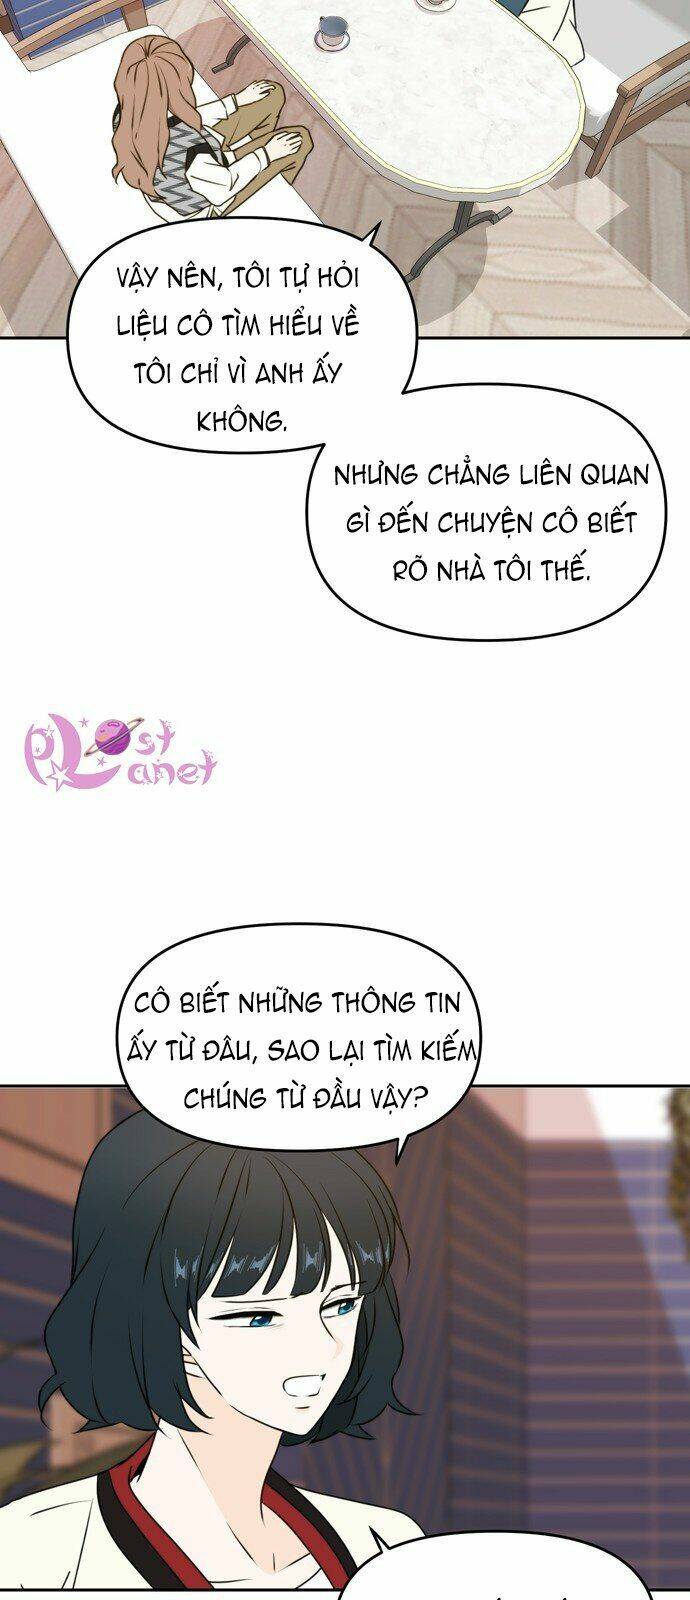 VẬY NÊN, TÔI TỰ HỎI
LIỆU CÔ TÌM HIỂU VỀ
TÔI CHỈ VÌ ANH ẤY
KHÔNG.
NHƯNG CHẲNG LIÊN QUAN
GÌ ĐẾN CHUYỆN CÔ BIẾT
RÕ NHÀ TÔI THẾ.
Lost
Planet
CÔ BIẾT NHỮNG THÔNG TIN
ẤY TỪ ĐÂU, SAO LẠI TÌM KIẾM
CHÚNG TỪ ĐẦU VẬY?